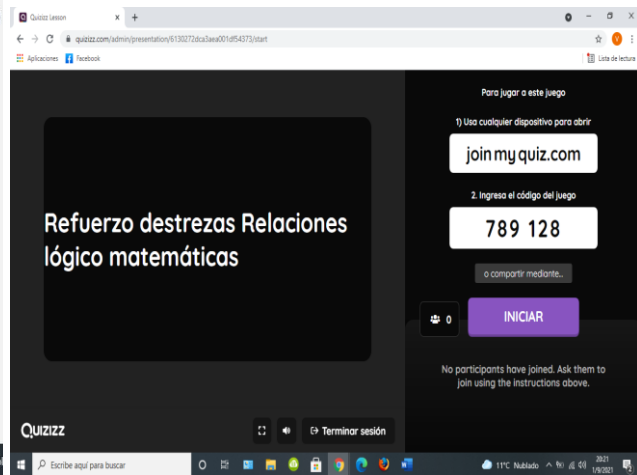 Quizizz Lesson
quizizz.com/admin/presentation/6130272dca3aea001df54373/start
Aplicaciones Facebook Lista de lectura
Para jugar a este juego
1) Usa cualquier dispositivo para abrir
joinmyquiz.com
2. Ingresa el código del juego
789 128
o compartir mediante..
0 INICIAR
No participants have joined. Ask them to
join using the instructions above.
Refuerzo destrezas Relaciones
lógico matemáticas
Quizizz Terminar sesión
Escribe aquí para buscar 11°C Nublado 20:21
1/9/2021